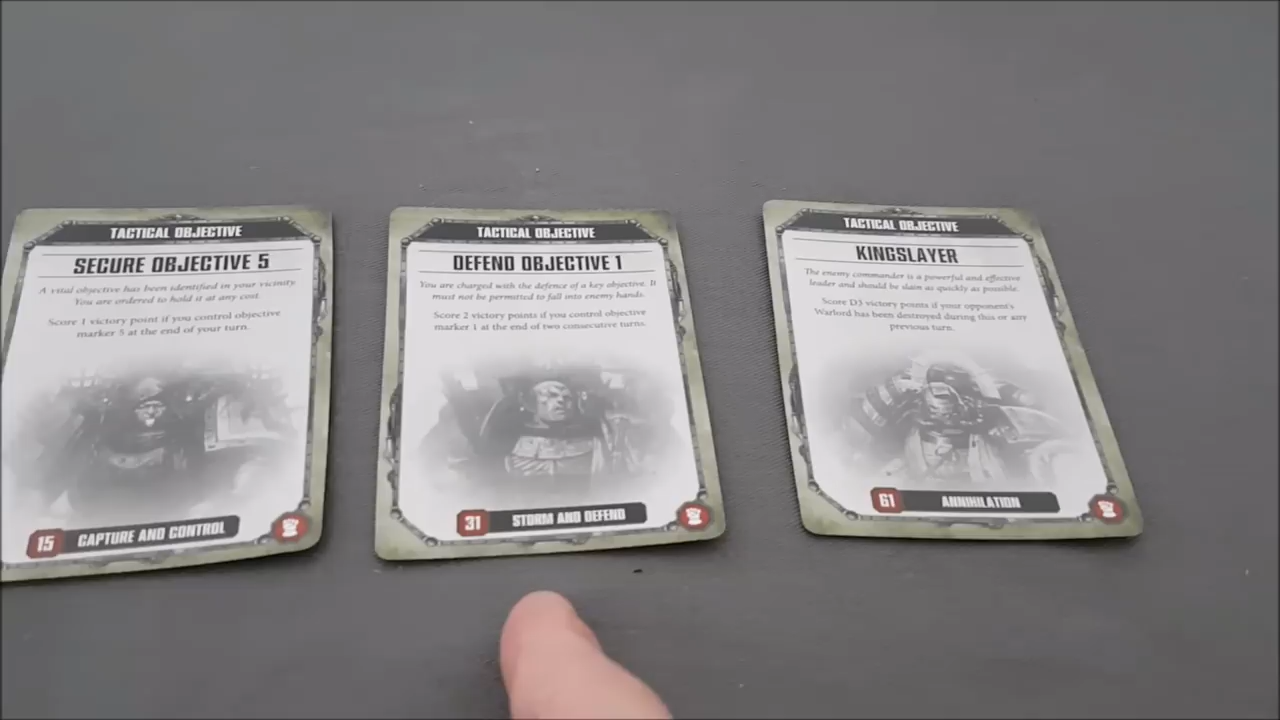 TACTICAL OBJECTIVE
SECURE OBJECTIVE 5
A vital objective has been identified in your vicinity.
You are ordered to hold it at any cost.
Score 1 victory point if you control objective
marker 5 at the end of your turn.
15 CAPTURE AND CONTROL
TACTICAL OBJECTIVE
DEFEND OBJECTIVE 1
You are charged with the defence of a key objective. It
must not be permitted to fall into enemy hands.
Score 2 victory points if you control objective
marker 1 at the end of two consecutive turns.
31 STORM AND DEFEND
TACTICAL OBJECTIVE
KINGSLAYER
The enemy commander is a powerful and effective
leader and should be slain as quickly as possible.
Score D3 victory points if your opponent's
Warlord has been destroyed during this or any
previous turn.
61 ANNIHILATION